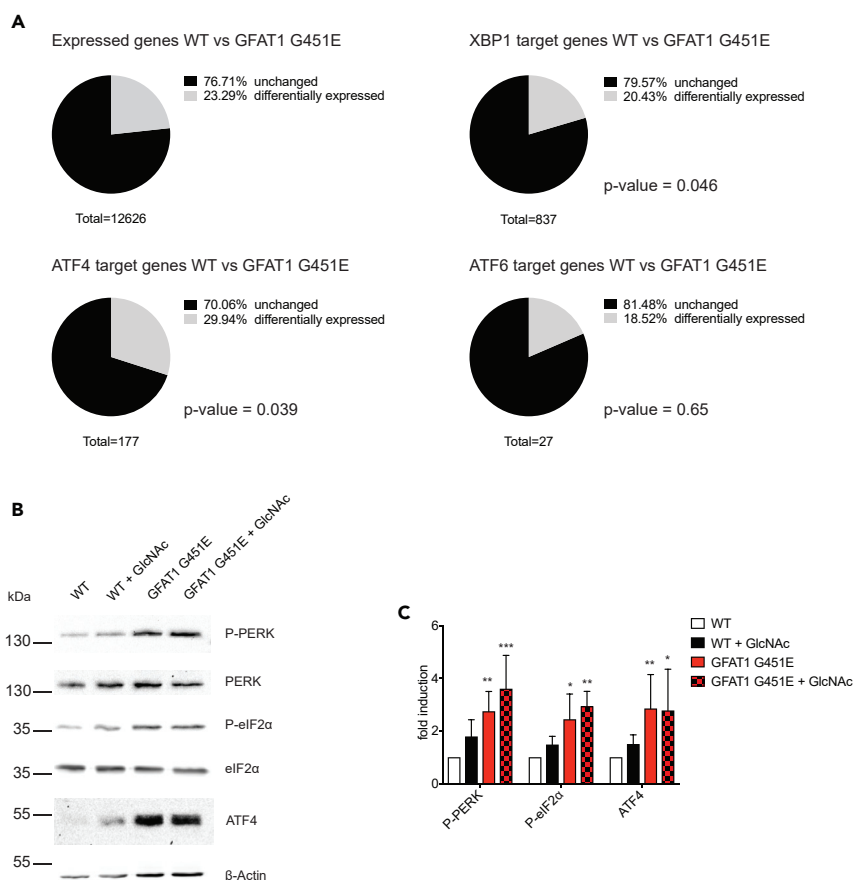 A
Expressed genes WT vs GFAT1 G451E
76.71% unchanged
23.29% differentially expressed
Total=12626
XBP1 target genes WT vs GFAT1 G451E
79.57% unchanged
20.43% differentially expressed
p-value = 0.046
Total=837
ATF4 target genes WT vs GFAT1 G451E
70.06% unchanged
29.94% differentially expressed
p-value = 0.039
Total=177
ATF6 target genes WT vs GFAT1 G451E
81.48% unchanged
18.52% differentially expressed
p-value = 0.65
Total=27
B
WT
WT + GlcNAc
GFAT1 G451E
GFAT1 G451E + GlcNAc
kDa
130
P-PERK
130
PERK
35
P-eIF2α
35
eIF2α
55
ATF4
55
ß-Actin
C
fold induction
6
4
2
0
** ***
* **
** *
P-PERK
P-eIF2α
ATF4
WT
WT + GlcNAc
GFAT1 G451E
GFAT1 G451E + GlcNAc